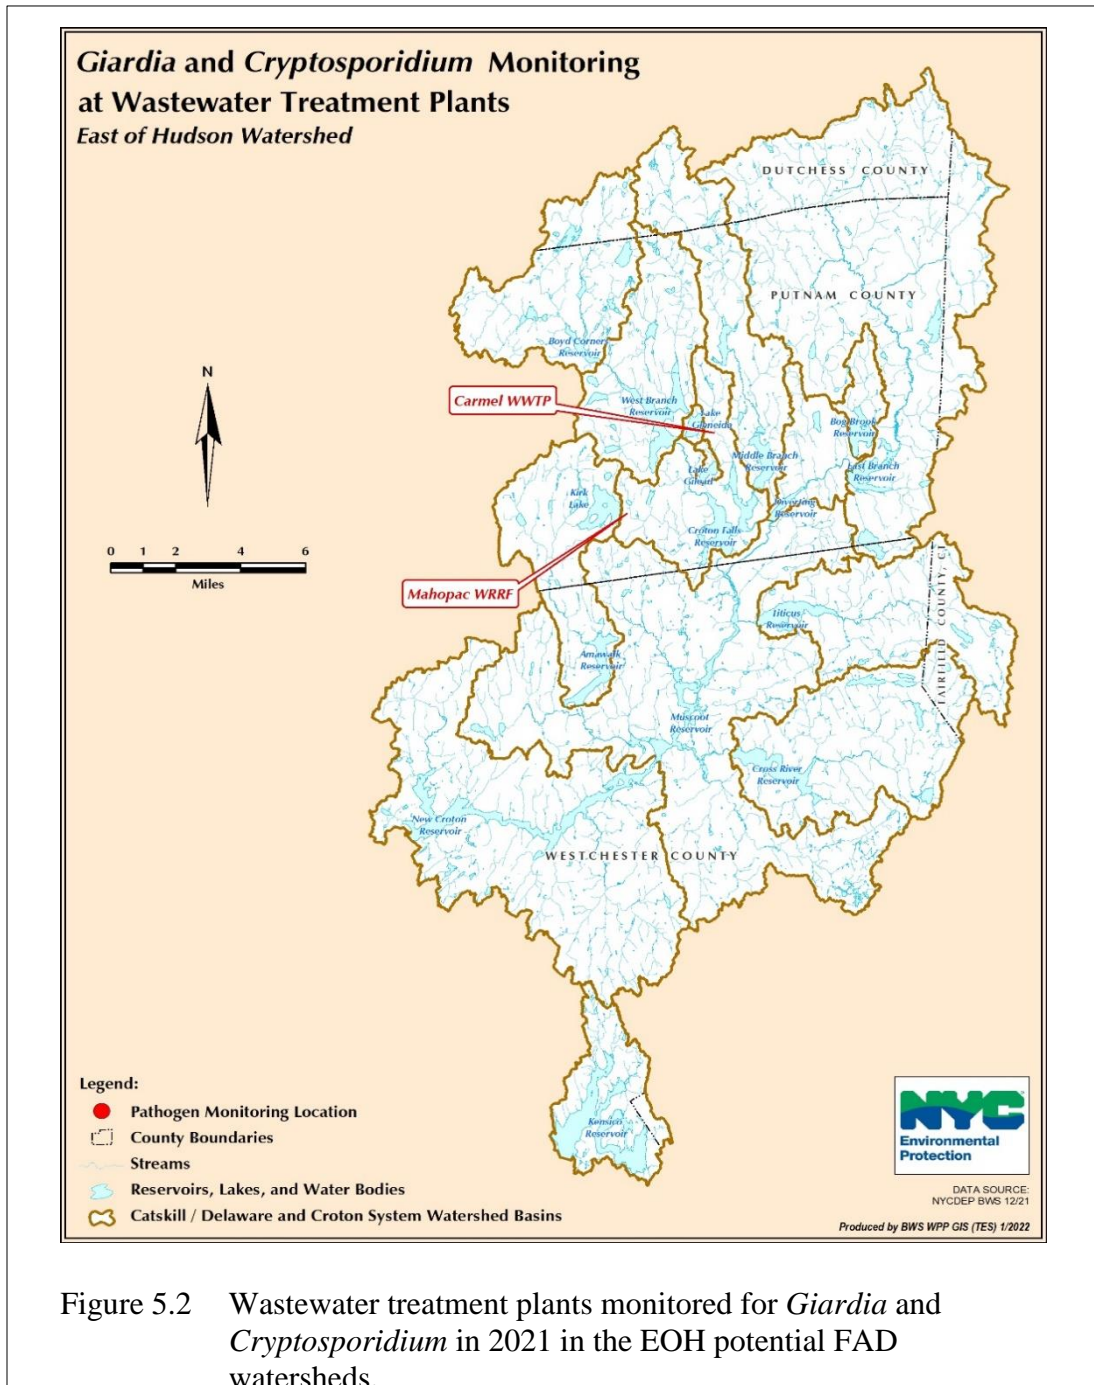 Giardia and Cryptosporidium Monitoring
at Wastewater Treatment Plants
East of Hudson Watershed
DUTCHESS COUNTY
PUTNAM COUNTY
Boyd Corners
Reservoir
N
Carmel WWTP
West Branch
Reservoir
Lake
Gleneida
Bog Brook
Reservoir
Middle Branch
Reservoir
East Branch
Reservoir
Lake
Gilead
Kirk
Lake
Diverting
Reservoir
Croton Falls
Reservoir
0 1 2 4 6
Miles
Mahopac WRRF
Titicus
Reservoir
FAIRFIELD COUNTY, CT
Amawalk
Reservoir
Muscoot
Reservoir
Cross River
Reservoir
New Croton
Reservoir
WESTCHESTER COUNTY
Kensico
Reservoir
Legend:
Pathogen Monitoring Location
County Boundaries
Streams
Reservoirs, Lakes, and Water Bodies
Catskill / Delaware and Croton System Watershed Basins
NYC
Environmental
Protection
DATA SOURCE:
NYCDEP BWS 12/21
Produced by BWS WPP GIS (TES) 1/2022
Figure 5.2 Wastewater treatment plants monitored for Giardia and
Cryptosporidium in 2021 in the EOH potential FAD
watersheds.